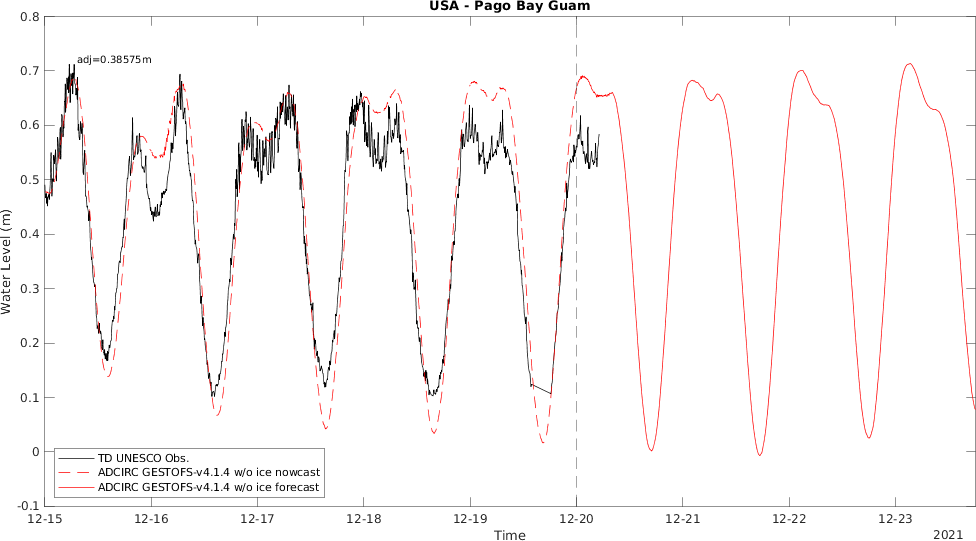 USA - Pago Bay Guam
adj=0.38575m
0.8
0.7
0.6
0.5
0.4
0.3
0.2
0.1
0
-0.1
Water Level (m)
TD UNESCO Obs.
ADCIRC GESTOFS-v4.1.4 w/o ice nowcast
ADCIRC GESTOFS-v4.1.4 w/o ice forecast
12-15 12-16 12-17 12-18 12-19 12-20 12-21 12-22 12-23
Time
2021